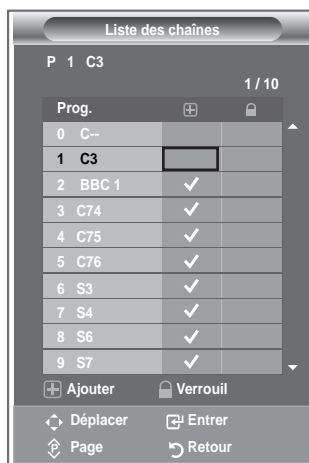 Liste des chaînes
P 1 C3
1 / 10
Prog.
0 C--
1 C3
2 BBC 1
3 C74
4 C75
5 C76
6 S3
7 S4
8 S6
9 S7
Ajouter Verrouil
Déplacer Entrer
P Page Retour